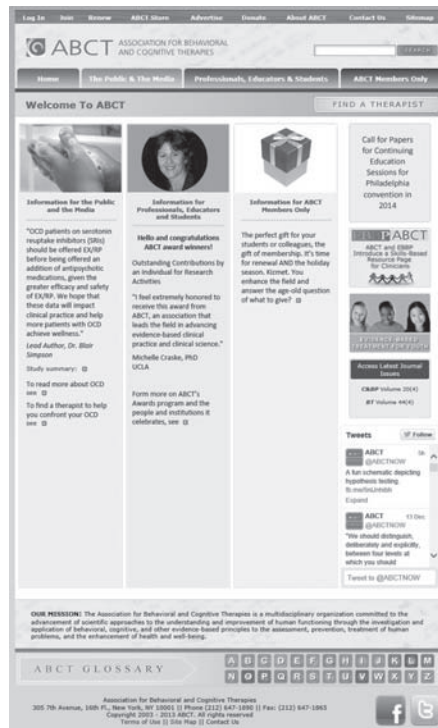 Log In Join Renew ABCT Store Advertise Donate About ABCT Contact Us Sitemap
ABCT ASSOCIATION FOR BEHAVIORAL
AND COGNITIVE THERAPIES
SEARCH
Home The Public & The Media Professionals, Educators & Students ABCT Members Only
Welcome To ABCT
FIND A THERAPIST
Information for the Public
and the Media
"OCD patients on serotonin
reuptake inhibitors (SRIs)
should be offered EX/RP
before being offered an
addition of antipsychotic
medications, given the
greater efficacy and safety
of EX/RP. We hope that
these data will impact
clinical practice and help
more patients with OCD
achieve wellness."
Lead Author, Dr. Blair
Simpson
Study summary:
To read more about OCD
see
To find a therapist to help
you confront your OCD
see
Information for
Professionals, Educators
and Students
Hello and congratulations
ABCT award winners!
Outstanding Contributions by
an Individual for Research
Activities
"I feel extremely honored to
receive this award from
ABCT, an association that
leads the field in advancing
evidence-based clinical
practice and clinical science."
Michelle Craske, PhD
UCLA
Form more on ABCT's
Awards program and the
people and institutions it
celebrates, see
Information for ABCT
Members Only
The perfect gift for your
students or colleagues, the
gift of membership. It's time
for renewal AND the holiday
season. Kizmet. You
enhance the field and
answer the age-old question
of what to give?
Call for Papers
for Continuing
Education
Sessions for
Philadelphia
convention in
2014
ABCT
ABCT and EBBP
Introduce a Skills-Based
Resource Page
for Clinicians
EVIDENCE-BASED
TREATMENT FOR YOUTH
Access Latest Journal
Issues
C&BP Volume 20(4)
BT Volume 44(4)
Tweets Follow
ABCT
@ABCTNOW
A fun schematic depicting
hypothesis testing
Expand
ABCT 13 Dec
@ABCTNOW
"We should distinguish,
deliberately and explicitly,
between four levels at
which you should
Tweet to @ABCTNOW
OUR MISSION: The Association for Behavioral and Cognitive Therapies is a multidisciplinary organization committed to the
advancement of scientific approaches to the understanding and improvement of human functioning through the investigation and
application of behavioral, cognitive, and other evidence-based principles to the assessment, prevention, treatment of human
problems, and the enhancement of health and well-being.
ABCT GLOSSARY
A B C D E F G H I J K L M
N O P Q R S T U V W X Y Z
Association for Behavioral and Cognitive Therapies
305 7th Avenue, 16th Fl., New York, NY 10001 || Phone (212) 647-1890 || Fax: (212) 647-1865
Copyright 2003 - 2013 ABCT. All rights reserved
Terms of Use || Site Map || Contact Us